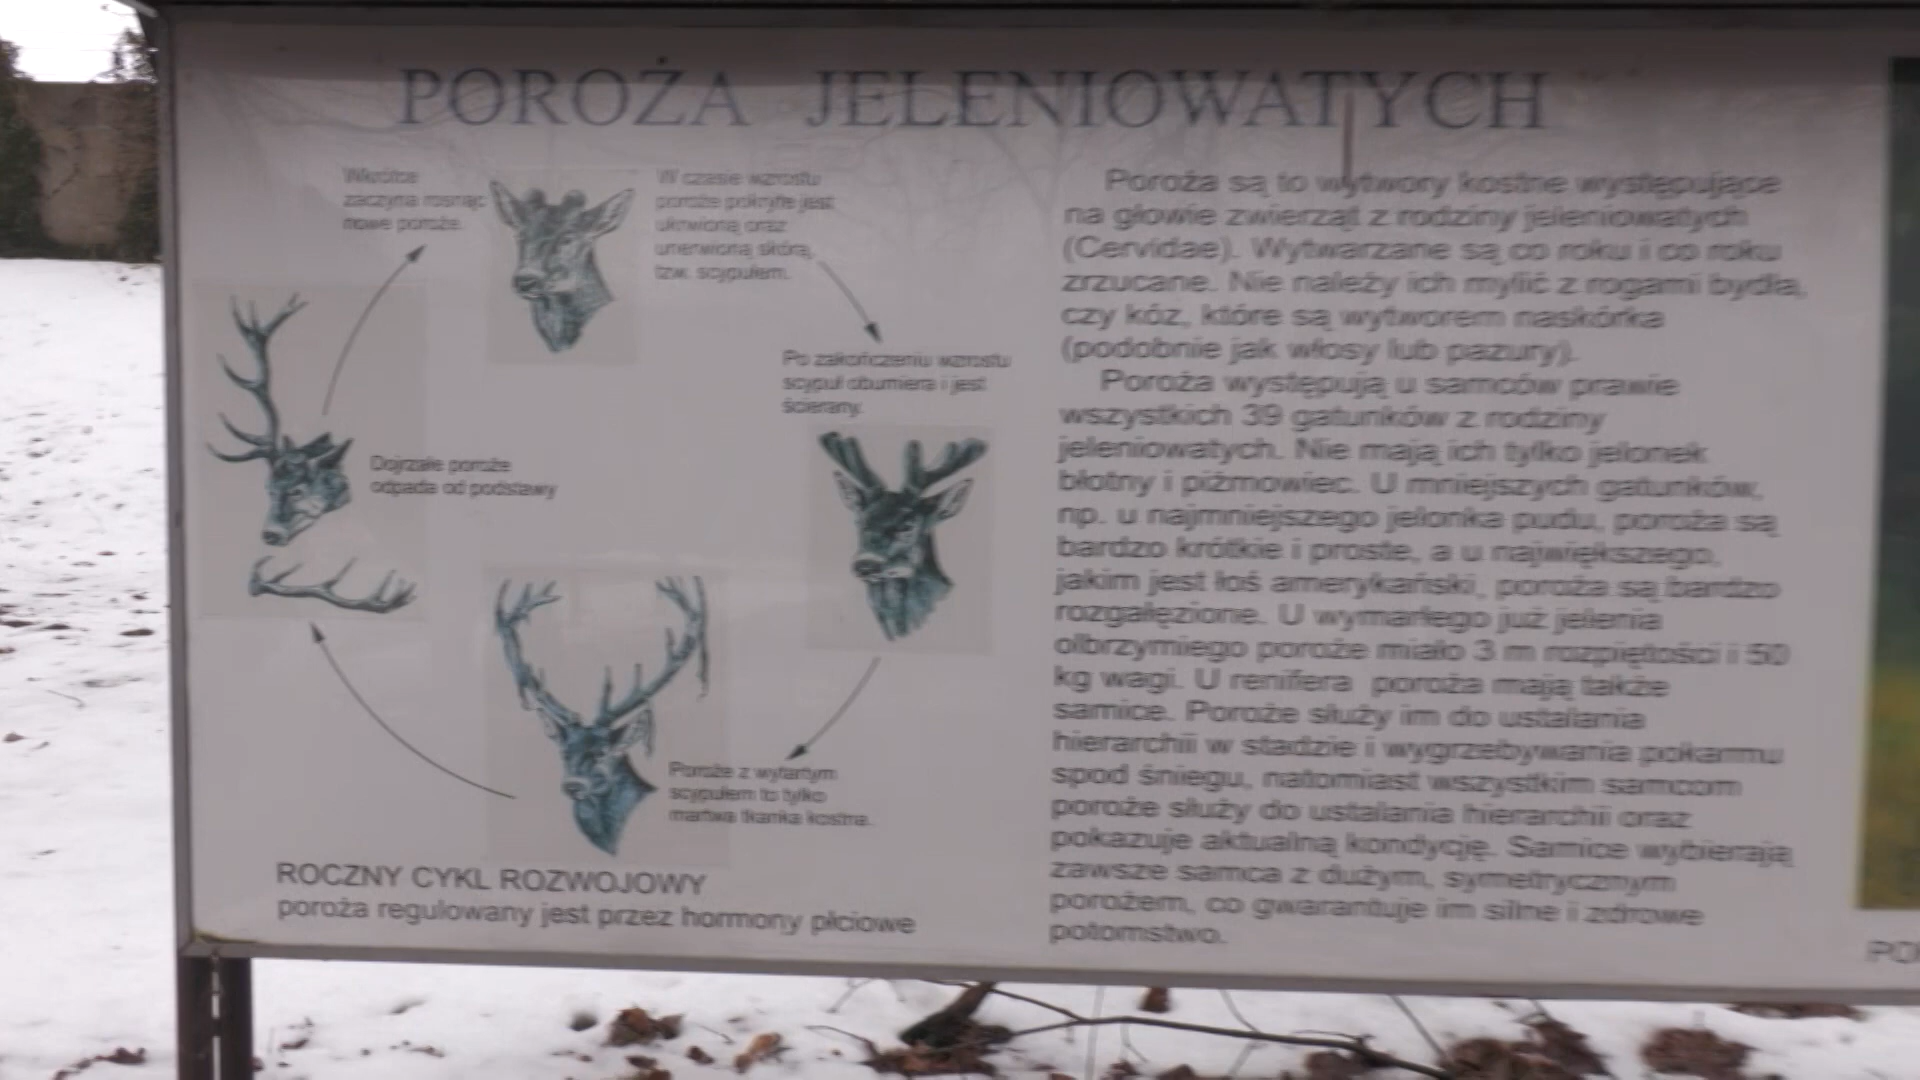 POROŻA JELENIOWATYCH
Wkrótce
zaczyna rosnąć
nowe poroże.
W czasie wzrostu
poroże pokryte jest
ukrwioną oraz
unerwioną skórą,
tzw. scypułem.
Po zakończeniu wzrostu
scypuł obumiera i jest
ścierany.
Dojrzałe poroże
odpada od podstawy
Poroże z wytartym
scypułem to tylko
martwa tkanka kostna.
ROCZNY CYKL ROZWOJOWY
poroża regulowany jest przez hormony płciowe
Poroża są to wytwory kostne występujące
na głowie zwierząt z rodziny jeleniowatych
(Cervidae). Wytwarzane są co roku i co roku
zrzucane. Nie należy ich mylić z rogami bydła,
czy kóz, które są wytworem naskórka
(podobnie jak włosy lub pazury).
Poroża występują u samców prawie
wszystkich 39 gatunków z rodziny
jeleniowatych. Nie mają ich tylko jelonek
błotny i piżmowiec. U mniejszych gatunków,
np. u najmniejszego jelonka pudu, poroża są
bardzo krótkie i proste, a u największego,
jakim jest łoś amerykański, poroża są bardzo
rozgałęzione. U wymarłego już jelenia
olbrzymiego poroże miało 3 m rozpiętości i 50
kg wagi. U renifera poroża mają także
samice. Poroże służy im do ustalania
hierarchii w stadzie i wygrzebywania pokarmu
spod śniegu, natomiast wszystkim samcom
poroże służy do ustalania hierarchii oraz
pokazuje aktualną kondycję. Samice wybierają
zawsze samca z dużym, symetrycznym
porożem, co gwarantuje im silne i zdrowe
potomstwo.